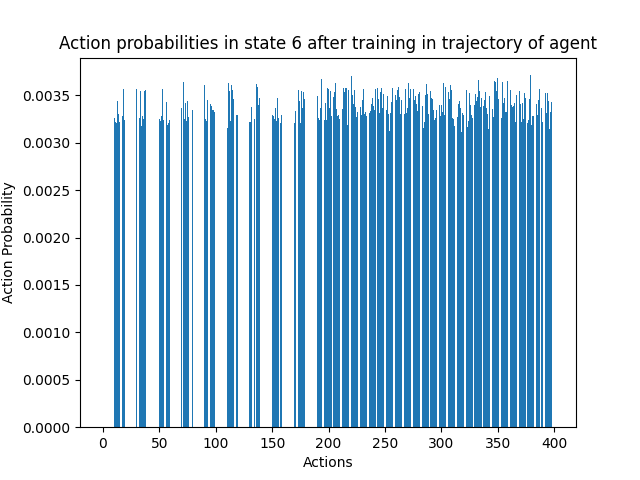 Action probabilities in state 6 after training in trajectory of agent
0.0035
0.0030
0.0025
0.0020
0.0015
0.0010
0.0005
0.0000
Action Probability
0 50 100 150 200 250 300 350 400
Actions